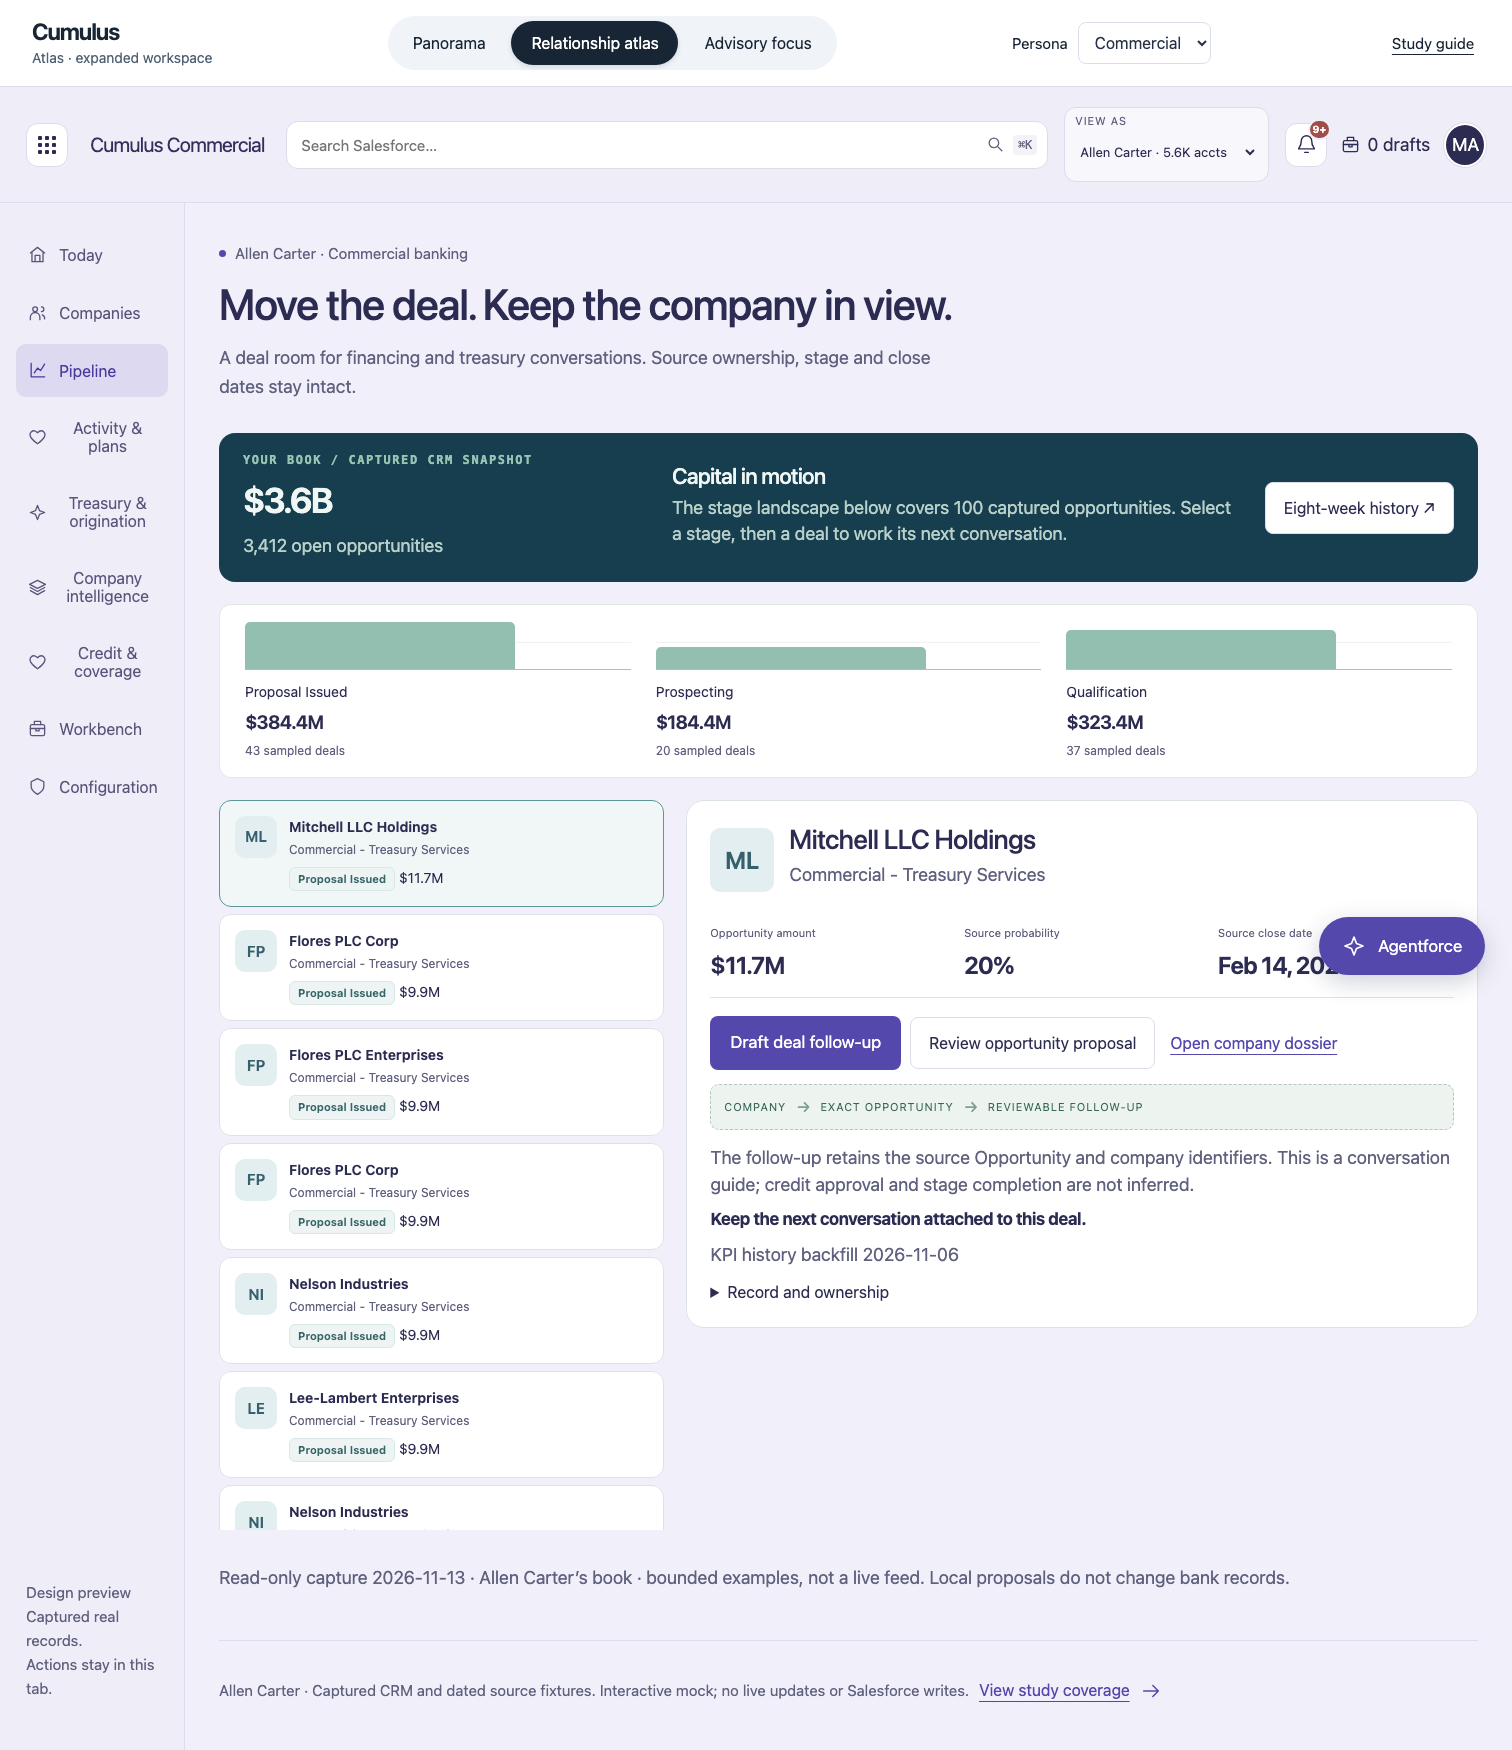 Cumulus
Atlas · expanded workspace
Panorama
Relationship atlas
Advisory focus
Persona
Commercial
Study guide
Cumulus Commercial
Search Salesforce...
⌘K
VIEW AS
Allen Carter · 5.6K accts
9+
0 drafts
MA
Today
Companies
Pipeline
Activity &
plans
Treasury &
origination
Company
intelligence
Credit &
coverage
Workbench
Configuration
Design preview
Captured real
records.
Actions stay in this
tab.
Allen Carter · Commercial banking
Move the deal. Keep the company in view.
A deal room for financing and treasury conversations. Source ownership, stage and close
dates stay intact.
YOUR BOOK / CAPTURED CRM SNAPSHOT
$3.6B
3,412 open opportunities
Capital in motion
The stage landscape below covers 100 captured opportunities. Select
a stage, then a deal to work its next conversation.
Eight-week history ↗
Proposal Issued
$384.4M
43 sampled deals
Prospecting
$184.4M
20 sampled deals
Qualification
$323.4M
37 sampled deals
ML
Mitchell LLC Holdings
Commercial - Treasury Services
Proposal Issued $11.7M
FP
Flores PLC Corp
Commercial - Treasury Services
Proposal Issued $9.9M
FP
Flores PLC Enterprises
Commercial - Treasury Services
Proposal Issued $9.9M
FP
Flores PLC Corp
Commercial - Treasury Services
Proposal Issued $9.9M
NI
Nelson Industries
Commercial - Treasury Services
Proposal Issued $9.9M
LE
Lee-Lambert Enterprises
Commercial - Treasury Services
Proposal Issued $9.9M
NI
Nelson Industries
ML
Mitchell LLC Holdings
Commercial - Treasury Services
Opportunity amount
$11.7M
Source probability
20%
Source close date
Feb 14,
Agentforce
Draft deal follow-up
Review opportunity proposal
Open company dossier
COMPANY → EXACT OPPORTUNITY → REVIEWABLE FOLLOW-UP
The follow-up retains the source Opportunity and company identifiers. This is a conversation
guide; credit approval and stage completion are not inferred.
Keep the next conversation attached to this deal.
KPI history backfill 2026-11-06
▶ Record and ownership
Read-only capture 2026-11-13 · Allen Carter’s book · bounded examples, not a live feed. Local proposals do not change bank records.
Allen Carter · Captured CRM and dated source fixtures. Interactive mock; no live updates or Salesforce writes. View study coverage →